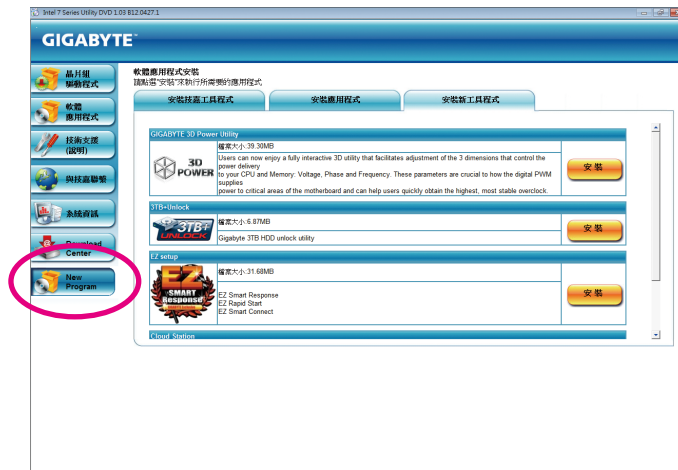 Intel 7 Series Utility DVD 1.03 B12.0427.1
GIGABYTE™
晶片組
驅動程式
軟體
應用程式
技術支援
(說明)
與技嘉聯繫
系統資訊
Download
Center
New
Program
軟體應用程式安裝
請點選"安裝"來執行所需要的應用程式
安裝技嘉工具程式
安裝應用程式
安裝新工具程式
GIGABYTE 3D Power Utility
3D
POWER
檔案大小:39.30MB
Users can now enjoy a fully interactive 3D utility that facilitates adjustment of the 3 dimensions that control the
power delivery
to your CPU and Memory: Voltage, Phase and Frequency. These parameters are crucial to how the digital PWM
supplies
power to critical areas of the motherboard and can help users quickly obtain the highest, most stable overclock.
安裝
3TB+Unlock
3TB+
UNLOCK
檔案大小:6.87MB
Gigabyte 3TB HDD unlock utility
安裝
EZ setup
EZ
SMART
Response
檔案大小:31.68MB
EZ Smart Response
EZ Rapid Start
EZ Smart Connect
安裝
Cloud Station